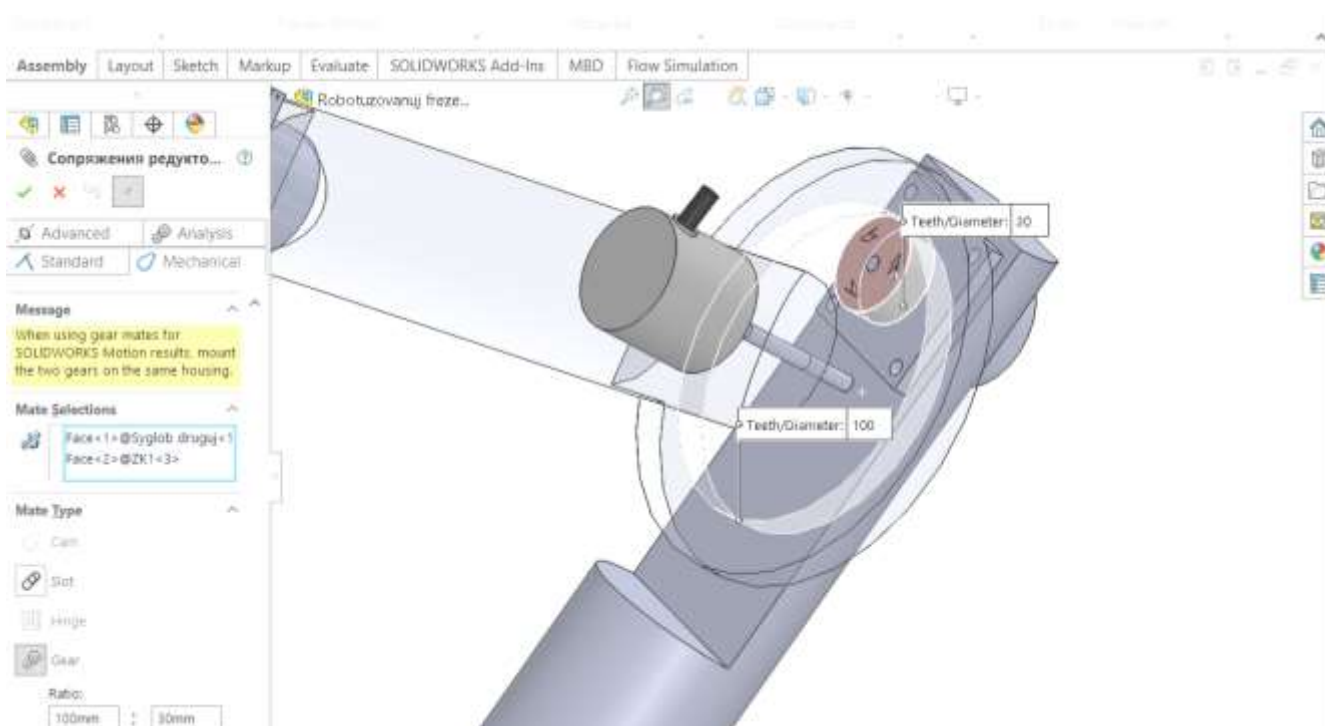 Assembly Layout Sketch Markup Evaluate SOLIDWORKS Add-Ins MBD Flow Simulation
Robotuzovanuj freze...
Сопряжения редукто...
Advanced Analysis
Standard Mechanical
Message
When using gear mates for
SOLIDWORKS Motion results, mount
the two gears on the same housing.
Mate Selections
Face<1>@Syglob druguj<1
Face<2>@ZK1<3>
Mate Type
Cam
Slot
Hinge
Gear
Ratio:
100mm : 30mm
Teeth/Diameter: 30
Teeth/Diameter: 100